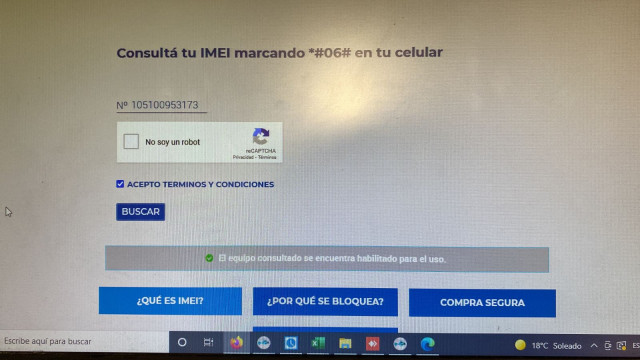 Consultá tu IMEI marcando *#06# en tu celular
Nº 105100953173
No soy un robot
reCAPTCHA
Privacidad - Términos
ACEPTO TERMINOS Y CONDICIONES
BUSCAR
El equipo consultado se encuentra habilitado para el uso.
¿QUÉ ES IMEI?
¿POR QUÉ SE BLOQUEA?
COMPRA SEGURA
Escribe aquí para buscar
18°C Soleado
ES